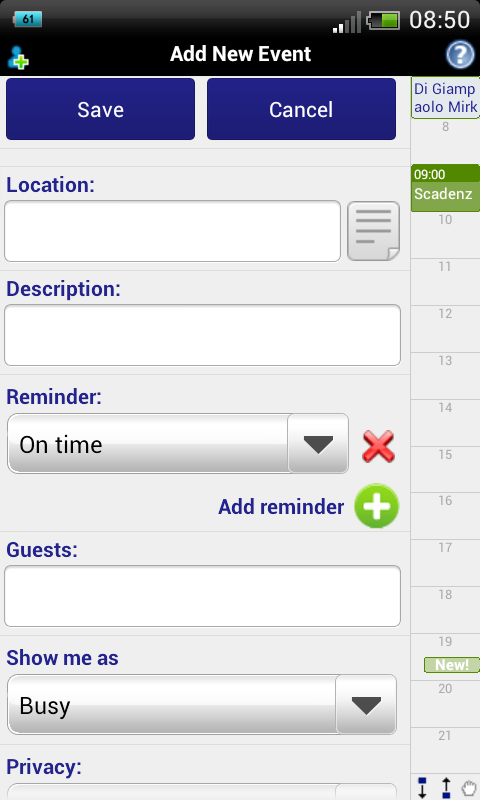 61
08:50
Add New Event
?
Save
Cancel
Di Giamp
aolo Mirk
8
Location:
09:00
Scadenz
10
11
Description:
12
13
Reminder:
14
On time
15
Add reminder
16
Guests:
17
18
19
Show me as
New!
20
Busy
21
Privacy: